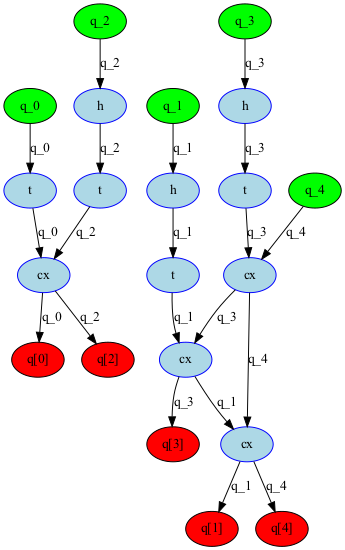 q_2 q_3
q_2 q_3
q_0 h q_1 h
q_0 q_2 q_1 q_3
t t h t q_4
q_0 q_2 q_1 q_3 q_4
cx t cx
q_0 q_2 q_1 q_3
q[0] q[2] cx q_4
q_3 q_1
q[3] cx
q_1 q_4
q[1] q[4]